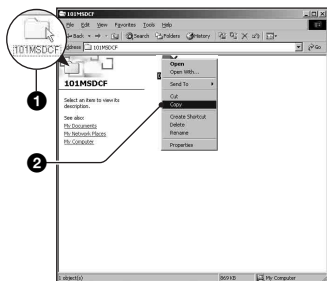 101MSDCF
File Edit View Favorites Tools Help
Back Search Folders History
Address 101MSDCF Go
101MSDCF
1
101MSDCF
Select an item to view its
description.
See also:
My Documents
My Network Places
My Computer
Open
Open With...
Send To
Cut
Copy
Create Shortcut
Delete
Rename
Properties
2
1 object(s) 869 KB My Computer